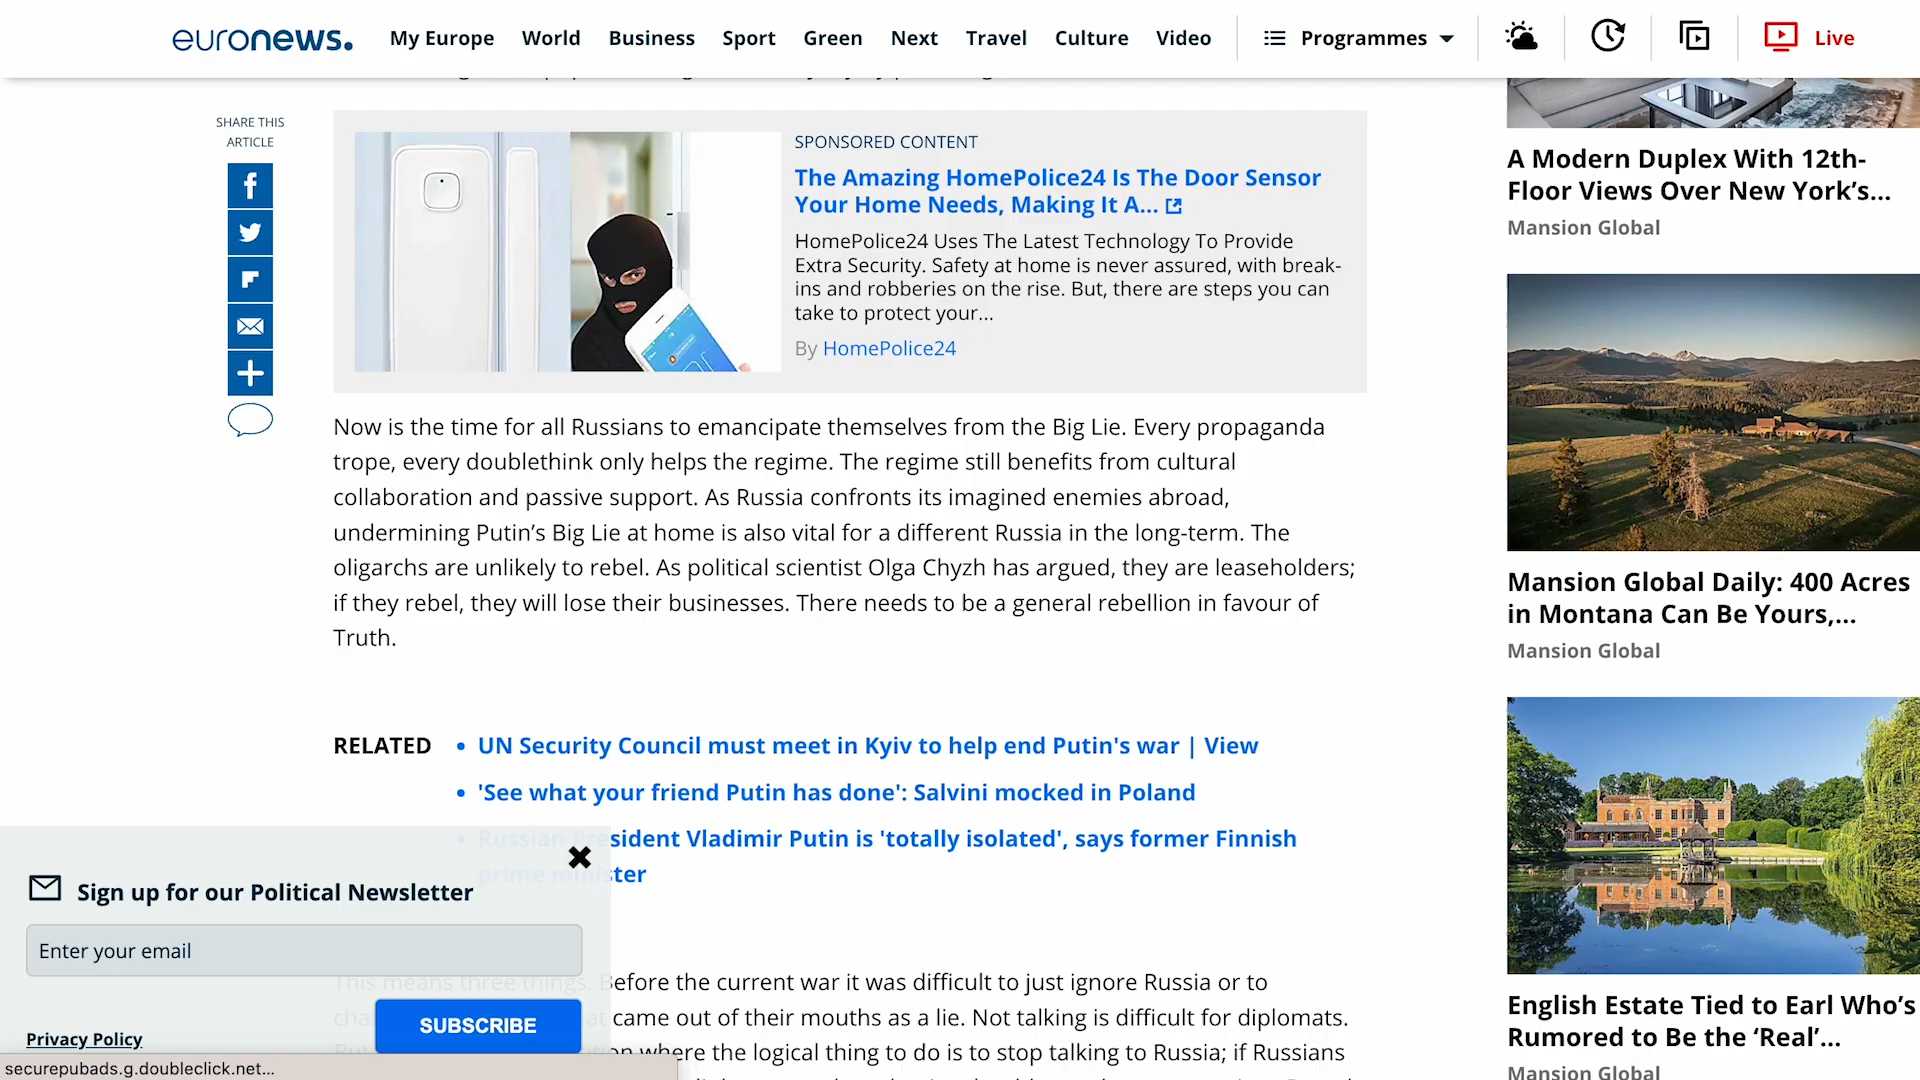 euronews.
My Europe World Business Sport Green Next Travel Culture Video Programmes Live
SHARE THIS
ARTICLE
SPONSORED CONTENT
The Amazing HomePolice24 Is The Door Sensor
Your Home Needs, Making It A...
HomePolice24 Uses The Latest Technology To Provide
Extra Security. Safety at home is never assured, with break-
ins and robberies on the rise. But, there are steps you can
take to protect your...
By HomePolice24
Now is the time for all Russians to emancipate themselves from the Big Lie. Every propaganda
trope, every doublethink only helps the regime. The regime still benefits from cultural
collaboration and passive support. As Russia confronts its imagined enemies abroad,
undermining Putin’s Big Lie at home is also vital for a different Russia in the long-term. The
oligarchs are unlikely to rebel. As political scientist Olga Chyzh has argued, they are leaseholders;
if they rebel, they will lose their businesses. There needs to be a general rebellion in favour of
Truth.
RELATED
• UN Security Council must meet in Kyiv to help end Putin's war | View
• 'See what your friend Putin has done': Salvini mocked in Poland
• Russian President Vladimir Putin is 'totally isolated', says former Finnish
prime minister
This means three things. Before the current war it was difficult to just ignore Russia or to
came out of their mouths as a lie. Not talking is difficult for diplomats.
where the logical thing to do is to stop talking to Russia; if Russians
Sign up for our Political Newsletter
Enter your email
SUBSCRIBE
Privacy Policy
securepubads.g.doubleclick.net...
A Modern Duplex With 12th-
Floor Views Over New York’s...
Mansion Global
Mansion Global Daily: 400 Acres
in Montana Can Be Yours,...
Mansion Global
English Estate Tied to Earl Who’s
Rumored to Be the ‘Real’...
Mansion Global